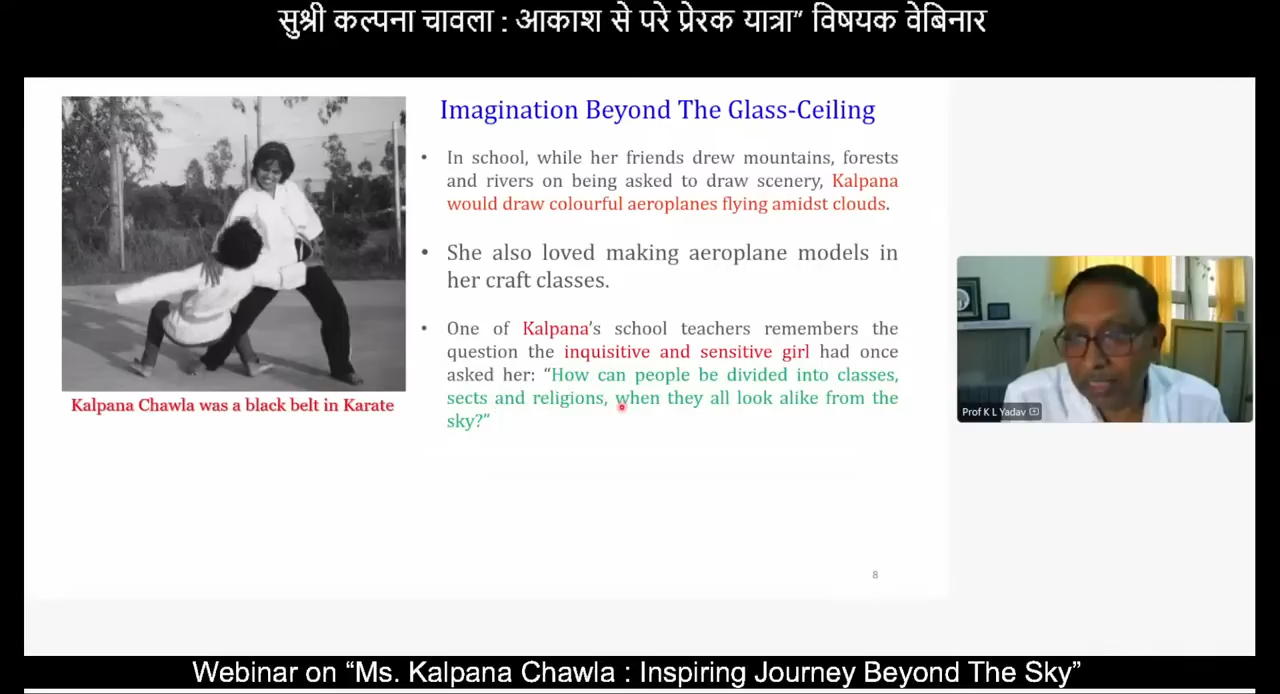 सुश्री कल्पना चावला : आकाश से परे प्रेरक यात्रा” विषयक वेबिनार
Imagination Beyond The Glass-Ceiling
• In school, while her friends drew mountains, forests
and rivers on being asked to draw scenery, Kalpana
would draw colourful aeroplanes flying amidst clouds.
• She also loved making aeroplane models in
her craft classes.
• One of Kalpana’s school teachers remembers the
question the inquisitive and sensitive girl had once
asked her: “How can people be divided into classes,
sects and religions, when they all look alike from the
sky?”
Kalpana Chawla was a black belt in Karate
8
Prof K L Yadav
Webinar on “Ms. Kalpana Chawla : Inspiring Journey Beyond The Sky”